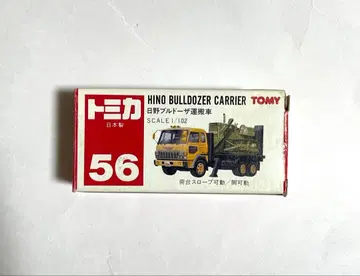 トミカ
日本製
56
HINO BULLDOZER CARRIER TOMY
日野ブルドーザ運搬車
SCALE 1/102
荷台スロープ可動／脚可動